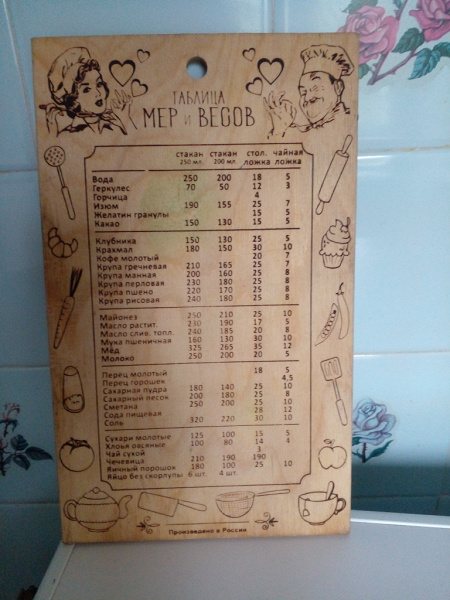 ТАБЛИЦА
МЕР и ВЕСОВ
стакан стакан стол. чайная
250 мл. 200 мл. ложка ложка
Вода 250 200 18 5
Геркулес 70 50 12 3
Горчица 4
Изюм 190 155 25 7
Желатин гранулы 15 5
Какао 150 130 15 5
Клубника 150 130 25 5
Крахмал 180 150 30 10
Кофе молотый 20 7
Крупа гречневая 210 165 25 7
Крупа манная 200 160 25 8
Крупа перловая 230 180 25 8
Крупа пшено 220 170 25 8
Крупа рисовая 240 180 25 8
Майонез 250 210 25 10
Масло растит. 230 190 17 5
Масло слив. топл. 240 185 20 8
Мука пшеничная 160 130 30 10
Мёд 325 265 35 12
Молоко 250 200 20 5
Перец молотый 18 5
Перец горошек 4,5
Сахарная пудра 180 140 25 10
Сахарный песок 200 180 25 8
Сметана 250 200 25 10
Сода пищевая 28 12
Соль 320 220 30 10
Сухари молотые 125 100 15 5
Хлопья овсяные 100 80 14 4
Чай сухой 3
Чечевица 210 190 190
Яичный порошок 180 100 25 10
Яйцо без скорлупы 6 шт. 4 шт.
Произведено в России